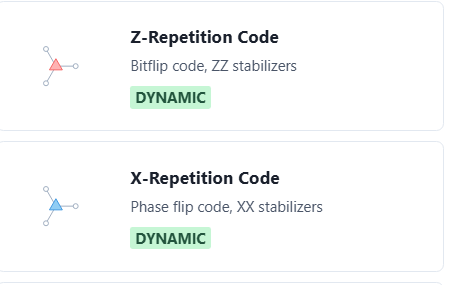 Z-Repetition Code
Bitflip code, ZZ stabilizers
DYNAMIC
X-Repetition Code
Phase flip code, XX stabilizers
DYNAMIC